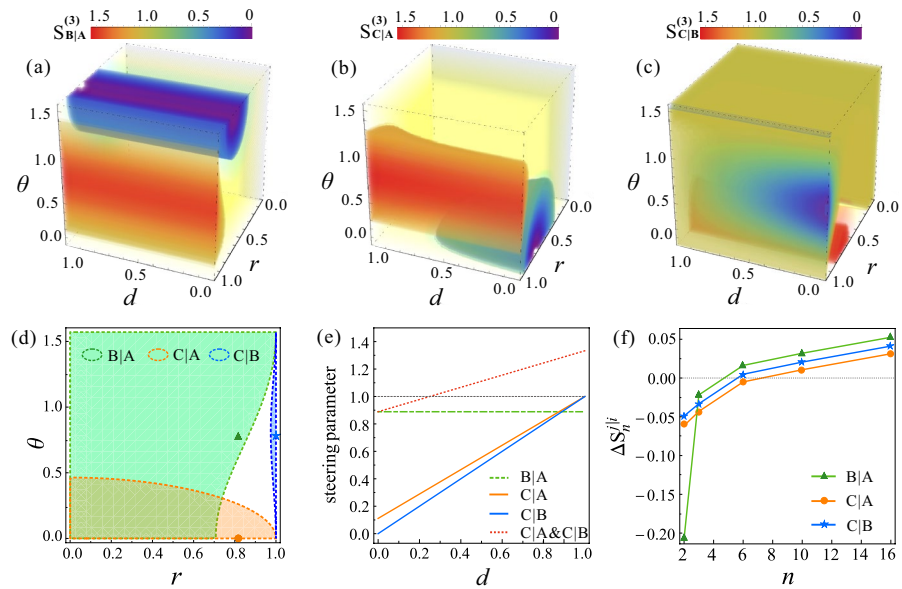 1.5 1 0.5 0 1.5 1 0.5 0 1.5 1 0.5 0
S_{B|A}^{(3)} S_{C|A}^{(3)} S_{C|B}^{(3)}
(a) (b) (c)
1.5 1.5 1.5
1.0 1.0 1.0
θ 0.5 θ 0.5 θ 0.5
0.0 0.0 0.0
0.0 0.0 0.0
0.5 0.5 0.5
1.0 1.0 1.0
r r r
1.0 0.5 0.0 1.0 0.5 0.0 1.0 0.5 0.0
d d d
(d)
B|A C|A C|B
1.5
1.0
θ
0.5
0.0
0.0 0.2 0.4 0.6 0.8 1.0
r
(e)
1.4
1.2
1.0
0.8
0.6
0.4
0.2
0.0
steering parameter
B|A
C|A
C|B
C|A&C|B
0.0 0.2 0.4 0.6 0.8 1.0
d
(f)
0.05
0.00
−0.05
−0.10
−0.15
−0.20
ΔS_n^{j|i}
B|A
C|A
C|B
2 4 6 8 10 12 14 16
n